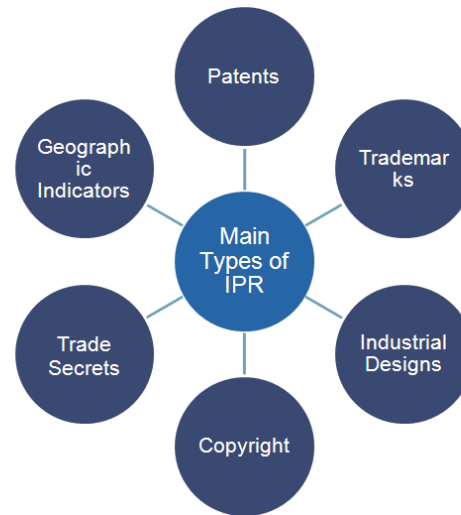 Patents
Geograph
ic
Indicators
Trademar
ks
Main
Types of
IPR
Trade
Secrets
Industrial
Designs
Copyright